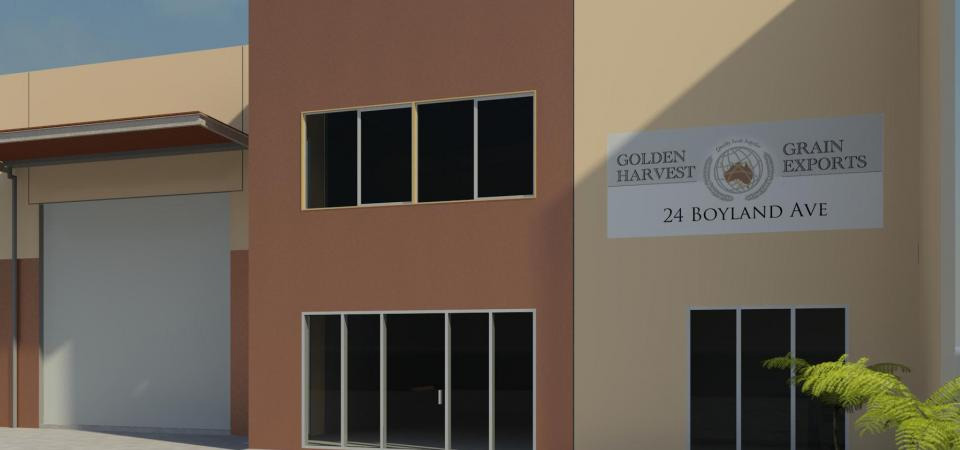 GOLDEN HARVEST
GRAIN EXPORTS
24 BOYLAND AVE